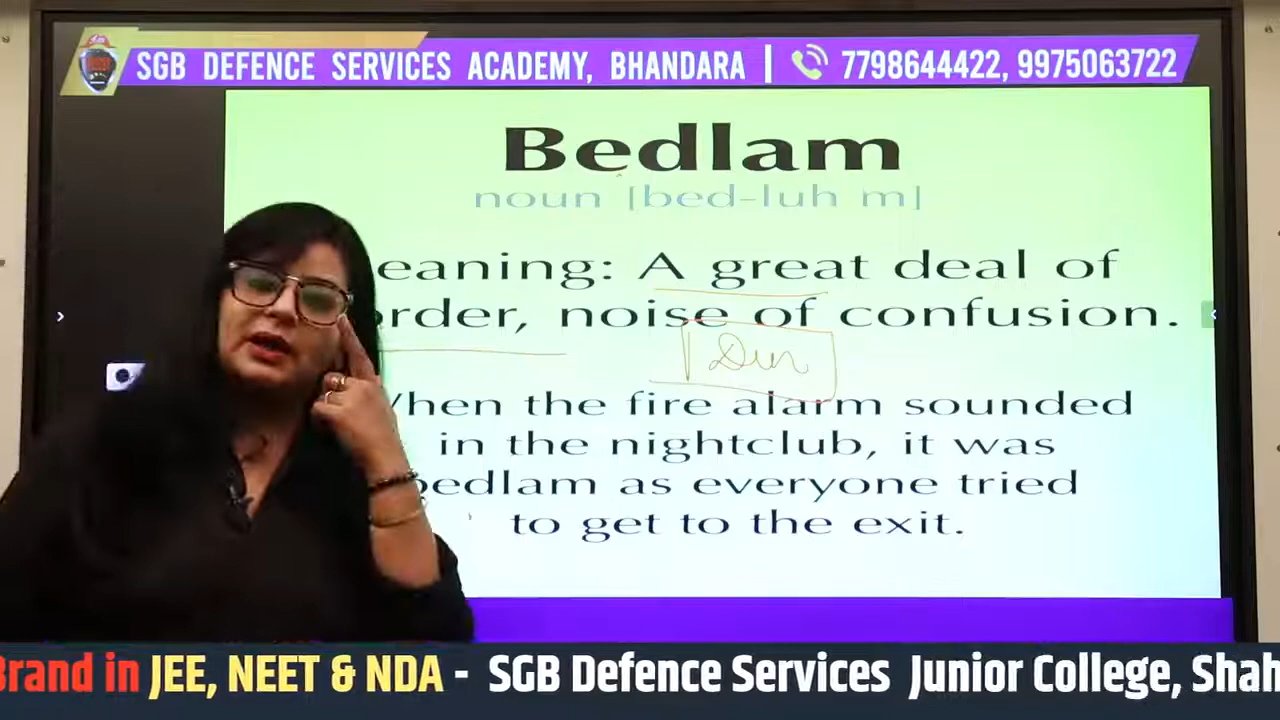 SGB DEFENCE SERVICES ACADEMY, BHANDARA | 7798644422, 9975063722
Bedlam
noun [bed-luh m]
eaning: A great deal of
order, noise of confusion.
Dun
hen the fire alarm sounded
in the nightclub, it was
bedlam as everyone tried
to get to the exit.
Brand in JEE, NEET & NDA - SGB Defence Services Junior College, Shah